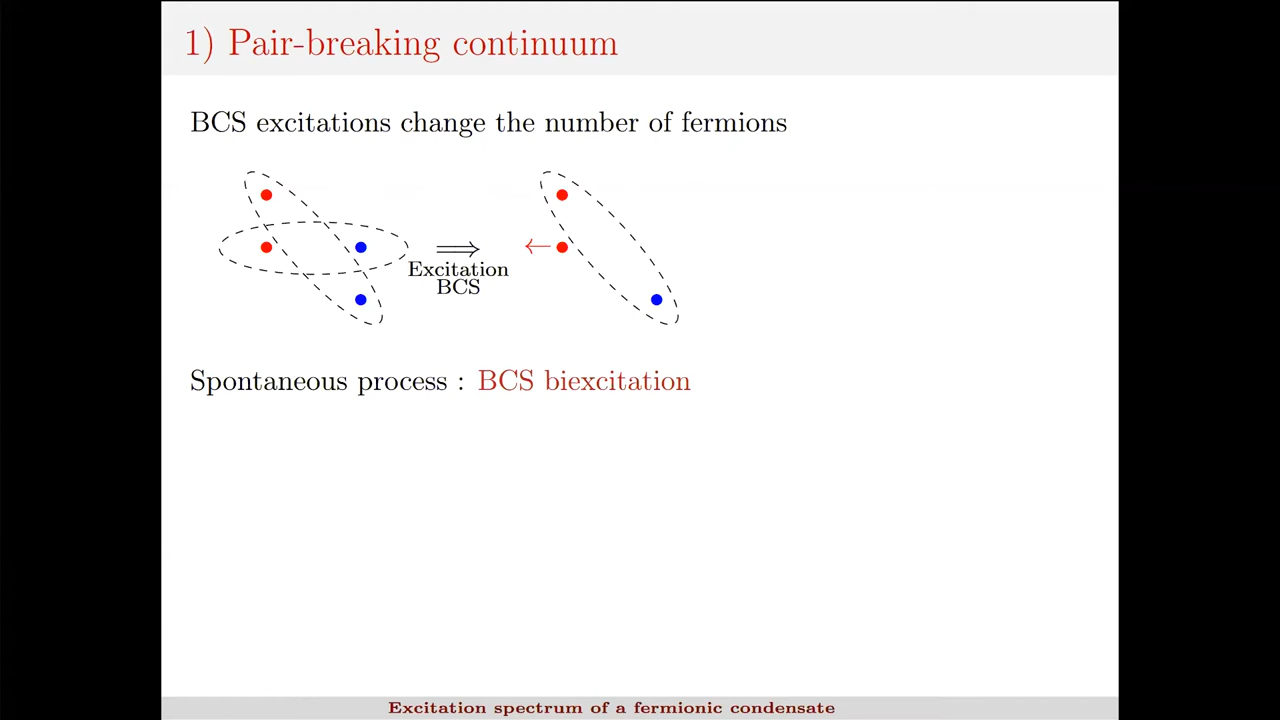 1) Pair-breaking continuum
BCS excitations change the number of fermions
Excitation
BCS
Spontaneous process : BCS biexcitation
Excitation spectrum of a fermionic condensate